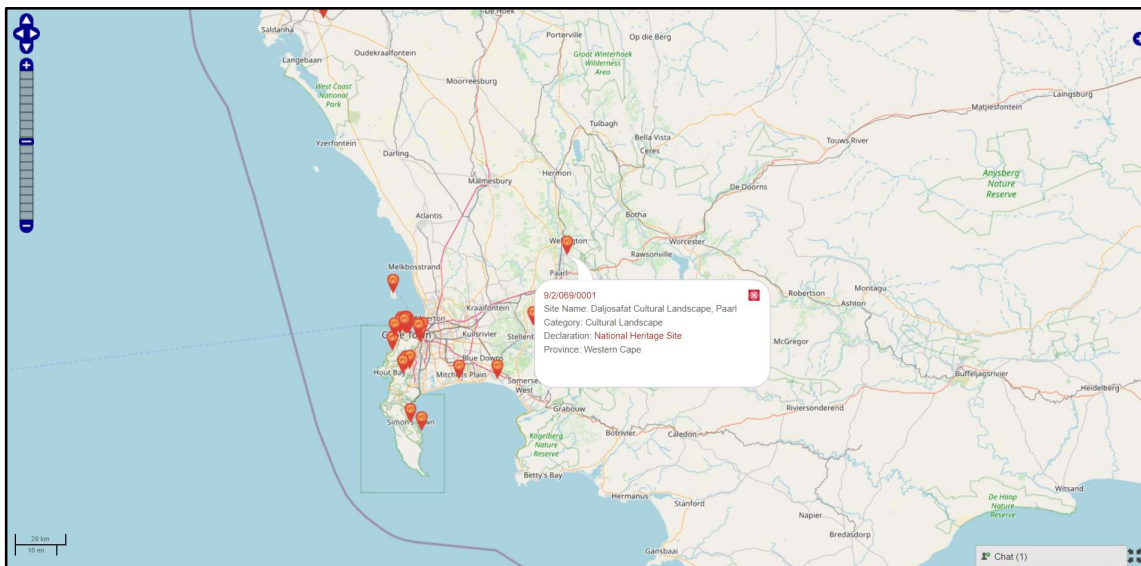 De Hoek
Saldanha
Porterville
Op die Berg
Langebaan
Oudekraalfontein
Groot Winterhoek
Wilderness
Area
West Coast
National
Park
Moorreesburg
Laingsburg
Matjiesfontein
Yzerfontein
Tulbagh
Bella Vista
Ceres
Touws River
Darling
Hermon
Malmesbury
De Doorns
Anysberg
Nature
Reserve
Atlantis
Botha
Worcester
Rawsonville
Melkbosstrand
Paarl
Robertson
Ashton
Montagu
Kraaifontein
Kuilsrivier
Blue Downs
Hout Bay
McGregor
Buffeljagsrivier
Heidelberg
9/2/069/0001
Site Name: Daljosafat Cultural Landscape, Paarl
Category: Cultural Landscape
Declaration: National Heritage Site
Province: Western Cape
West
Grabouw
Riviersonderend
Botrivier
Caledon
Kogelberg
Nature
Reserve
Betty's Bay
Hermanus
Stanford
Napier
Bredasdorp
De Hoop
Nature
Reserve
Witsand
Gansbaai
20 km
10 mi
Chat (1)